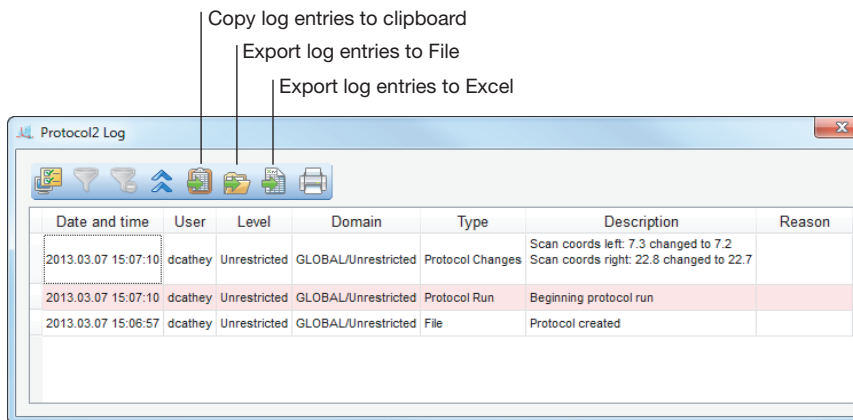 Copy log entries to clipboard
Export log entries to File
Export log entries to Excel
Protocol2 Log
Date and time User Level Domain Type Description Reason
2013.03.07 15:07:10 dcathey Unrestricted GLOBAL/Unrestricted Protocol Changes Scan coords left: 7.3 changed to 7.2
Scan coords right: 22.8 changed to 22.7
2013.03.07 15:07:10 dcathey Unrestricted GLOBAL/Unrestricted Protocol Run Beginning protocol run
2013.03.07 15:06:57 dcathey Unrestricted GLOBAL/Unrestricted File Protocol created